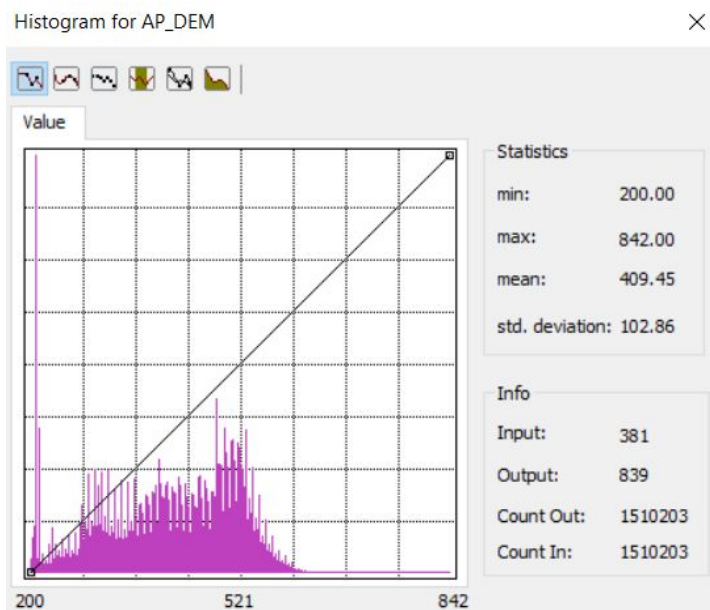 Histogram for AP_DEM
Value
Statistics
min: 200.00
max: 842.00
mean: 409.45
std. deviation: 102.86
Info
Input: 381
Output: 839
Count Out: 1510203
Count In: 1510203
200 521 842